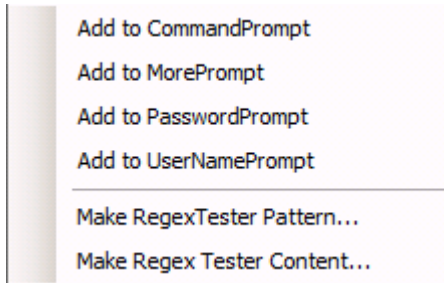 Add to CommandPrompt
Add to MorePrompt
Add to PasswordPrompt
Add to UserNamePrompt
Make RegexTester Pattern...
Make Regex Tester Content...